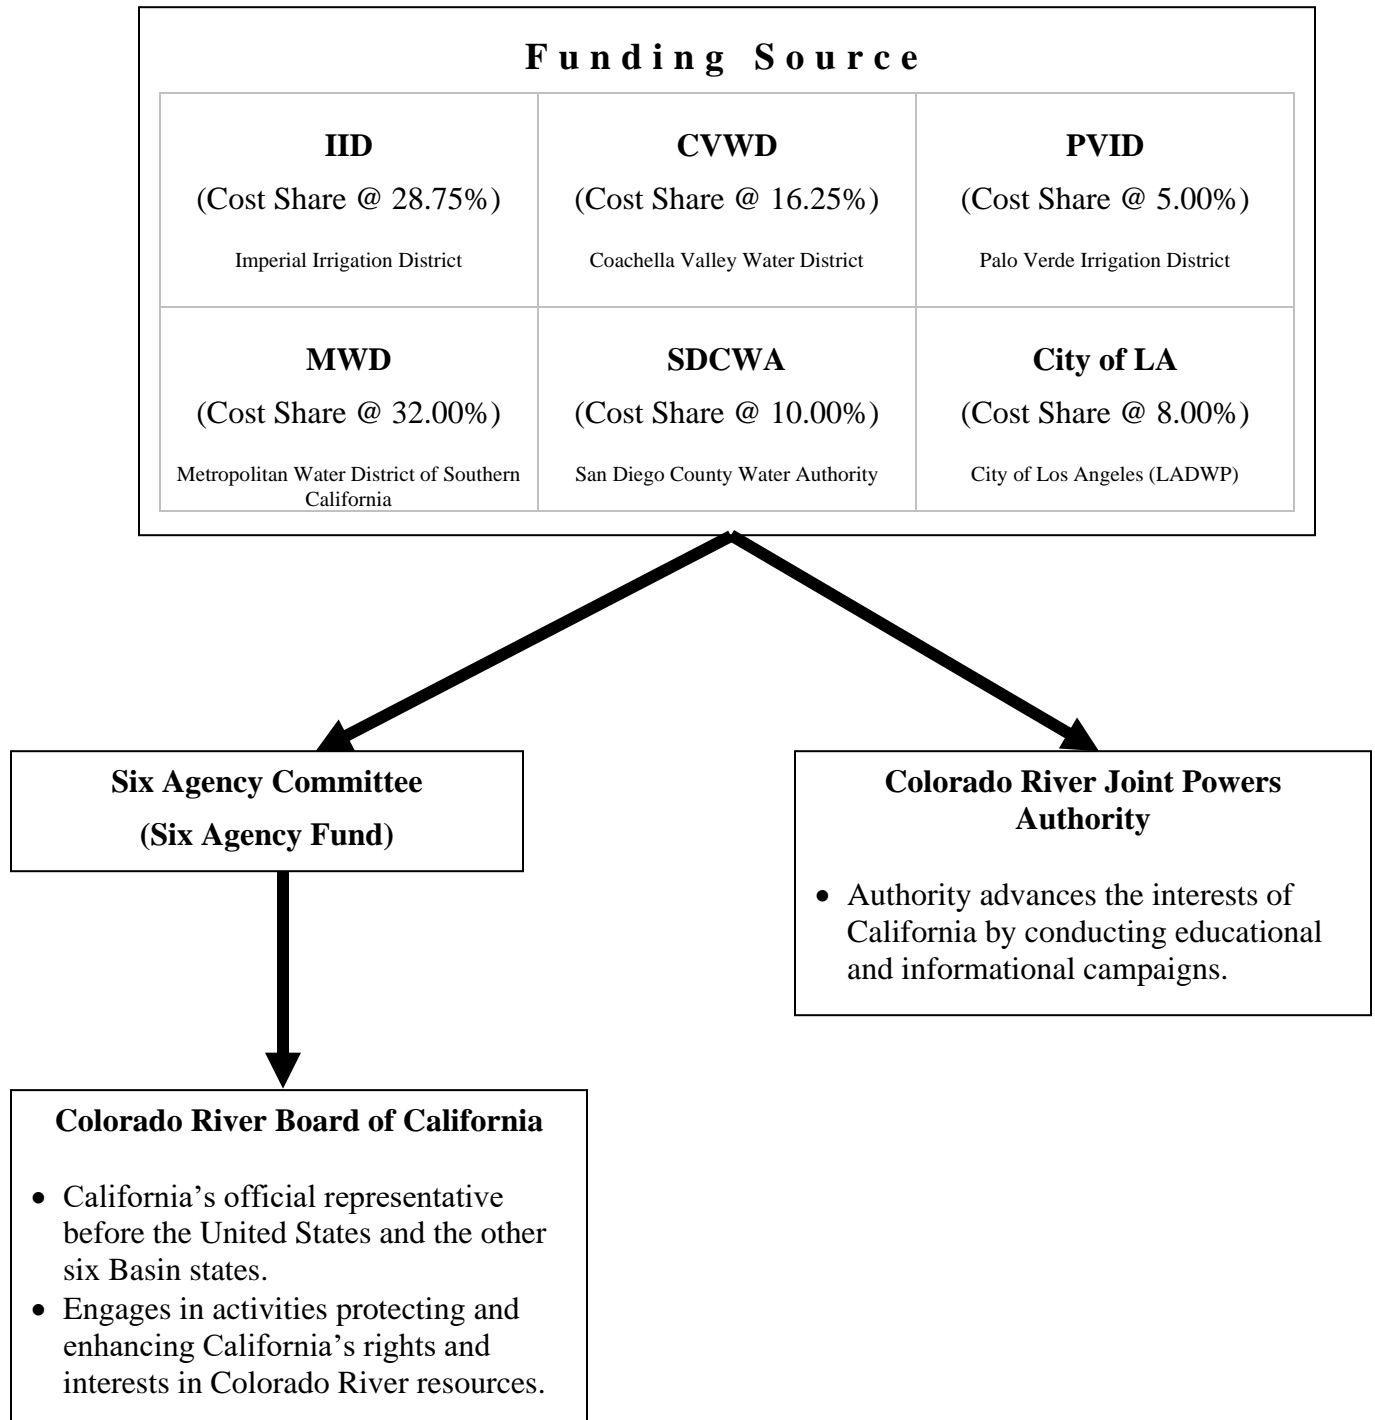 Funding Source
IID
(Cost Share @ 28.75%)
Imperial Irrigation District
CVWD
(Cost Share @ 16.25%)
Coachella Valley Water District
PVID
(Cost Share @ 5.00%)
Palo Verde Irrigation District
MWD
(Cost Share @ 32.00%)
Metropolitan Water District of Southern
California
SDCWA
(Cost Share @ 10.00%)
San Diego County Water Authority
City of LA
(Cost Share @ 8.00%)
City of Los Angeles (LADWP)
Six Agency Committee
(Six Agency Fund)
Colorado River Joint Powers
Authority
• Authority advances the interests of
California by conducting educational
and informational campaigns.
Colorado River Board of California
• California’s official representative
before the United States and the other
six Basin states.
• Engages in activities protecting and
enhancing California’s rights and
interests in Colorado River resources.